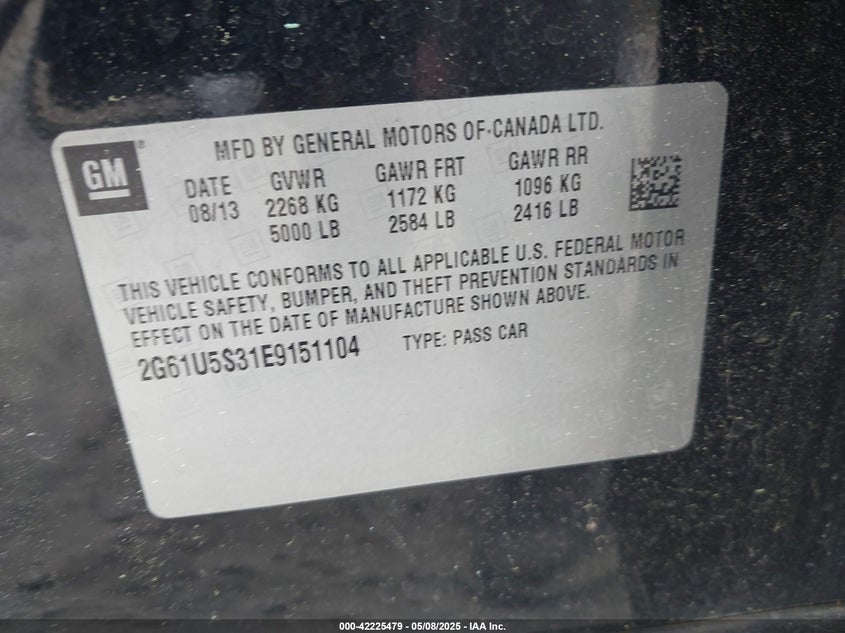 GM®
MFD BY GENERAL MOTORS OF CANADA LTD.
DATE GVWR GAWR FRT GAWR RR
08/13 2268 KG 1172 KG 1096 KG
5000 LB 2584 LB 2416 LB
THIS VEHICLE CONFORMS TO ALL APPLICABLE U.S. FEDERAL MOTOR
VEHICLE SAFETY, BUMPER, AND THEFT PREVENTION STANDARDS IN
EFFECT ON THE DATE OF MANUFACTURE SHOWN ABOVE.
2G61U5S31E9151104 TYPE: PASS CAR
000-42225479 - 05/08/2025 - IAA Inc.